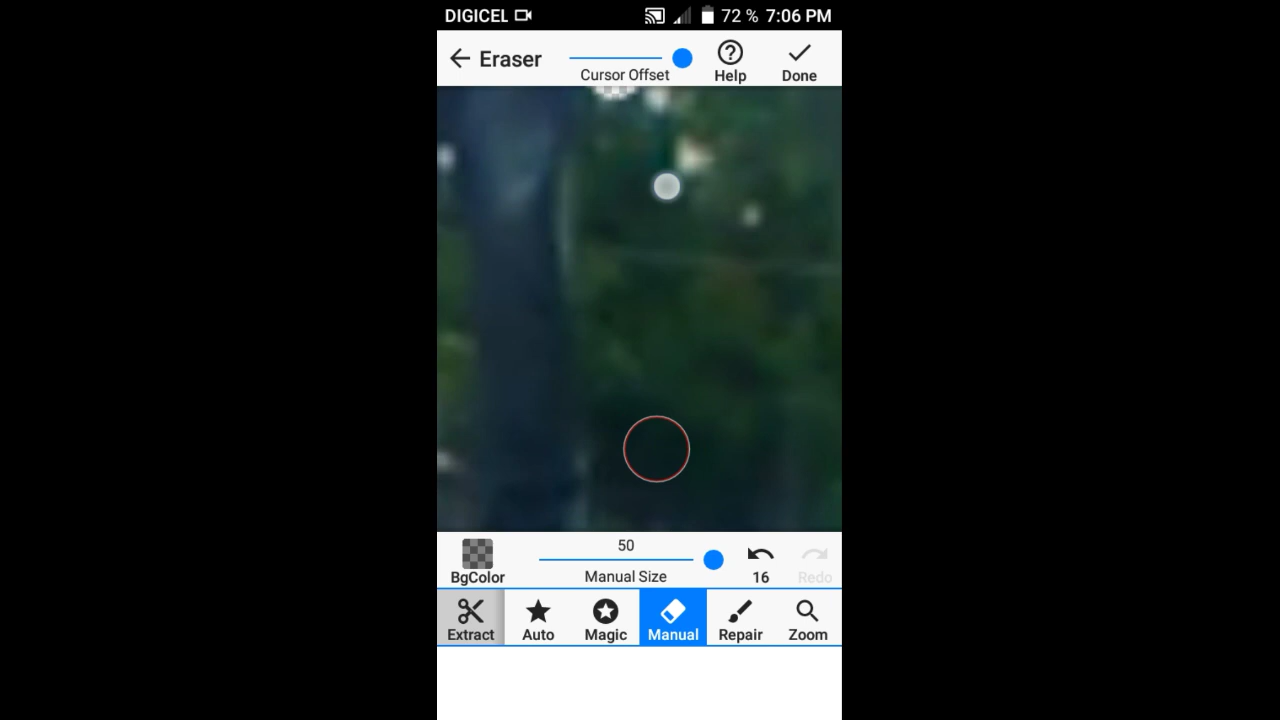 DIGICEL 72 % 7:06 PM
Eraser Cursor Offset Help Done
50
BgColor Manual Size 16 Redo
Extract Auto Magic Manual Repair Zoom